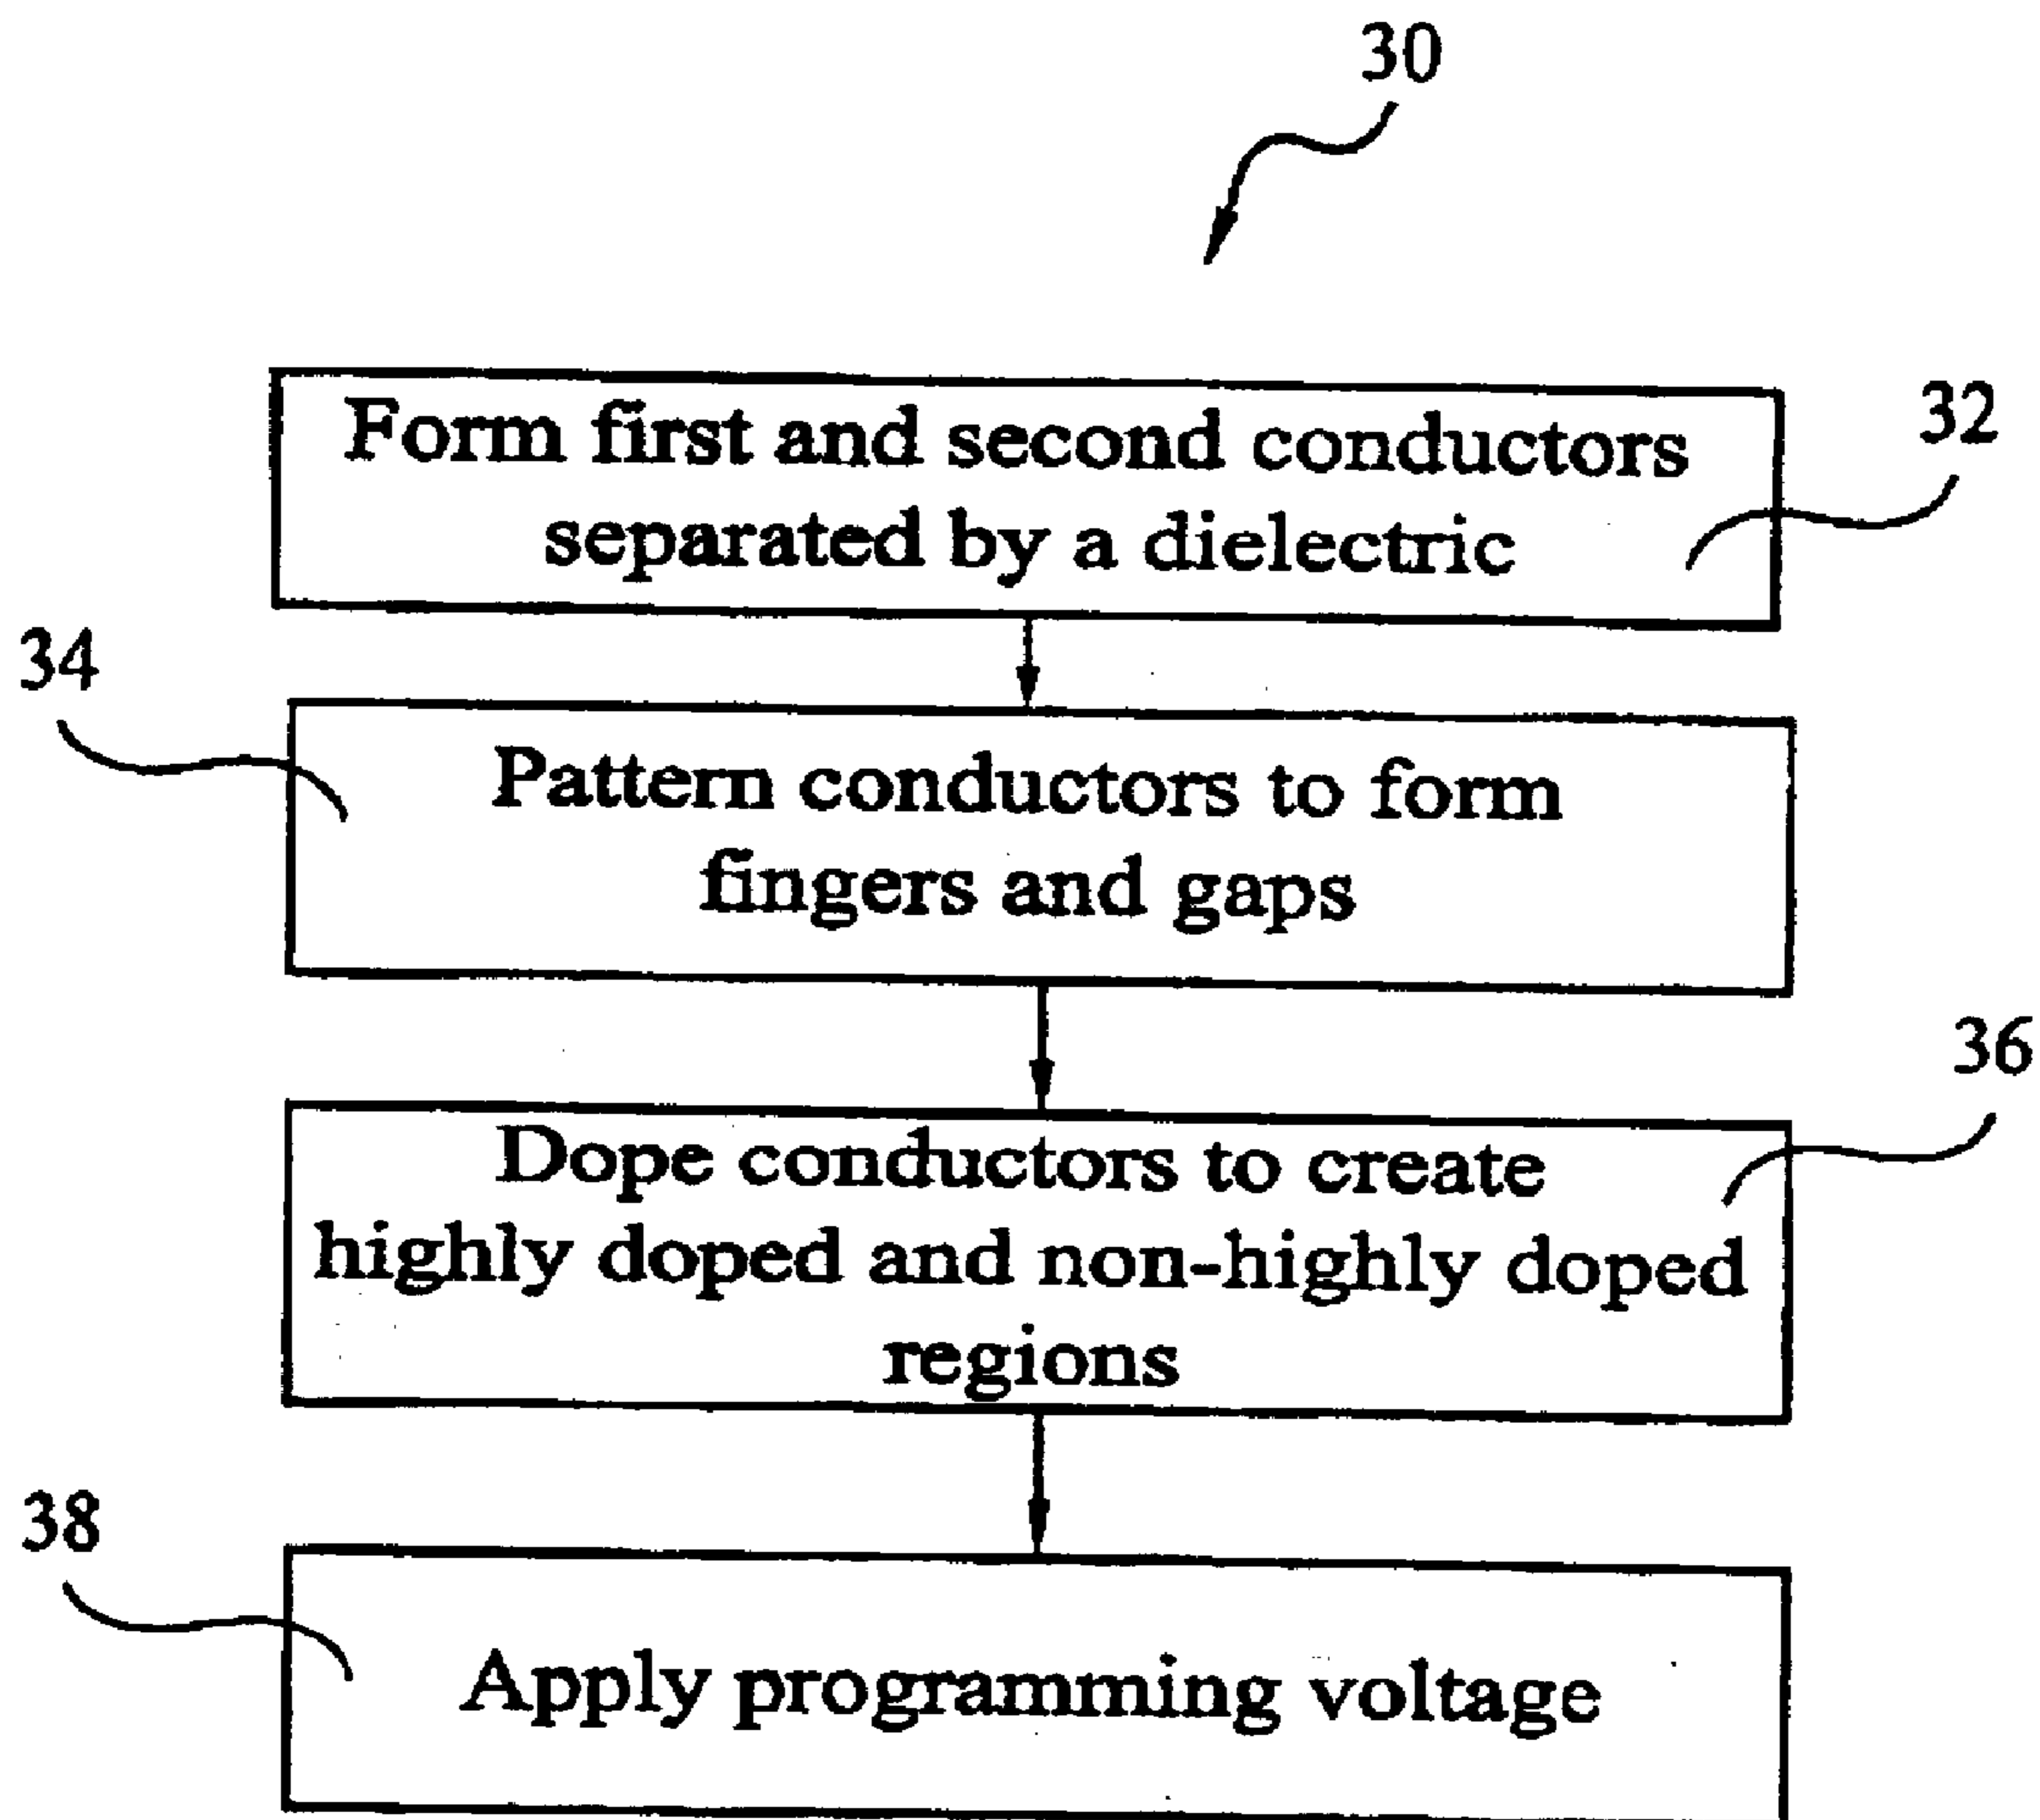 30
Form first and second conductors
separated by a dielectric
32
34
Pattern conductors to form
fingers and gaps
36
Dope conductors to create
highly doped and non-highly doped
regions
38
Apply programming voltage